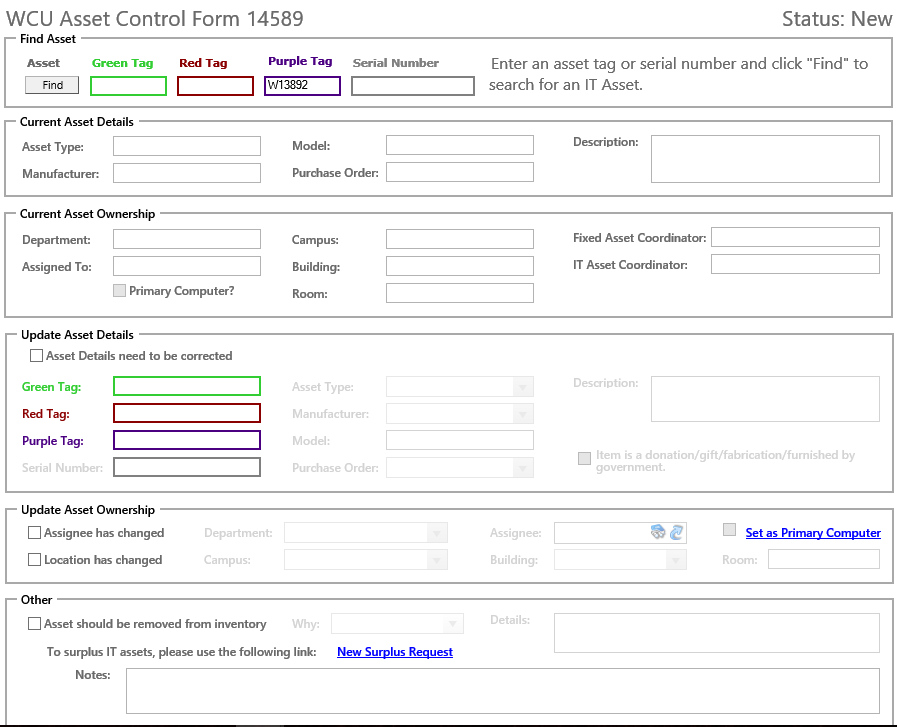 WCU Asset Control Form 14589 Status: New
Find Asset
Asset Green Tag Red Tag Purple Tag Serial Number
Enter an asset tag or serial number and click "Find" to
Find W13892
search for an IT Asset.
Current Asset Details
Asset Type: Model: Description:
Manufacturer: Purchase Order:
Current Asset Ownership
Department: Campus: Fixed Asset Coordinator:
Assigned To: Building: IT Asset Coordinator:
Primary Computer? Room:
Update Asset Details
Asset Details need to be corrected
Green Tag: Asset Type: Description:
Red Tag: Manufacturer:
Purple Tag: Model:
Item is a donation/gift/fabrication/furnished by
Serial Number: Purchase Order: government.
Update Asset Ownership
Assignee has changed Department: Assignee: Set as Primary Computer
Location has changed Campus: Building: Room:
Other
Asset should be removed from inventory Why: Details:
To surplus IT assets, please use the following link: New Surplus Request
Notes: